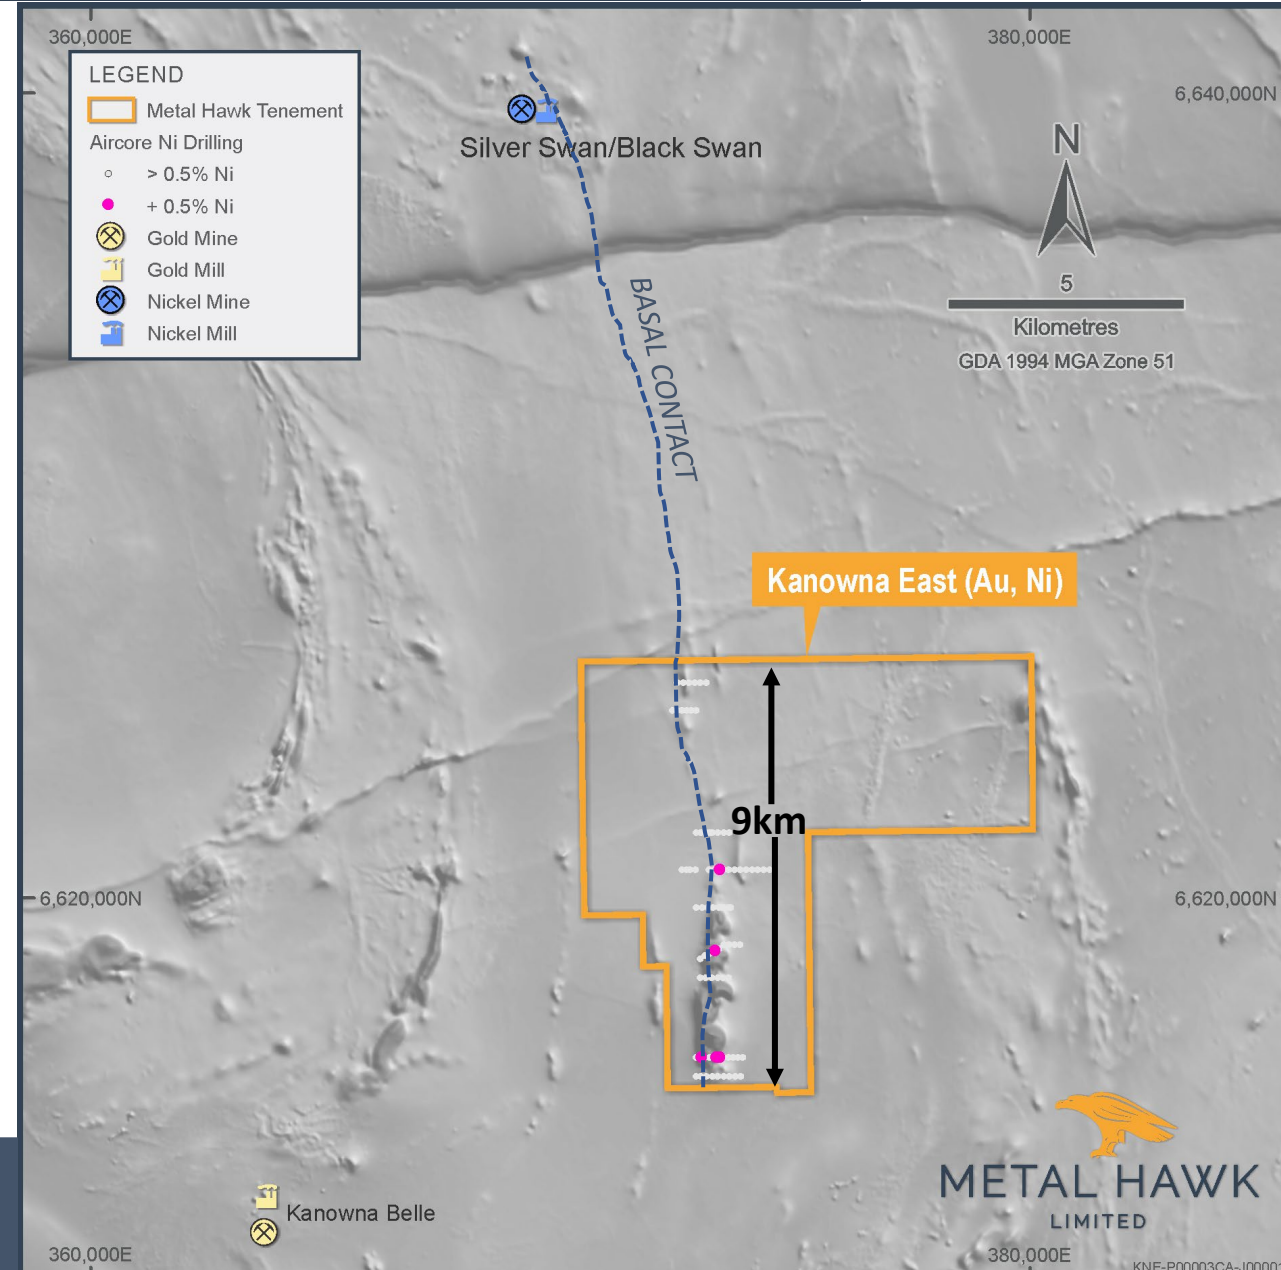 360,000E
380,000E
LEGEND
Metal Hawk Tenement
Aircore Ni Drilling
> 0.5% Ni
+ 0.5% Ni
Gold Mine
Gold Mill
Nickel Mine
Nickel Mill
6,640,000N
Silver Swan/Black Swan
N
5
Kilometres
GDA 1994 MGA Zone 51
BASAL CONTACT
Kanowna East (Au, Ni)
9km
6,620,000N
6,620,000N
METAL HAWK
LIMITED
Kanowna Belle
360,000E
380,000E